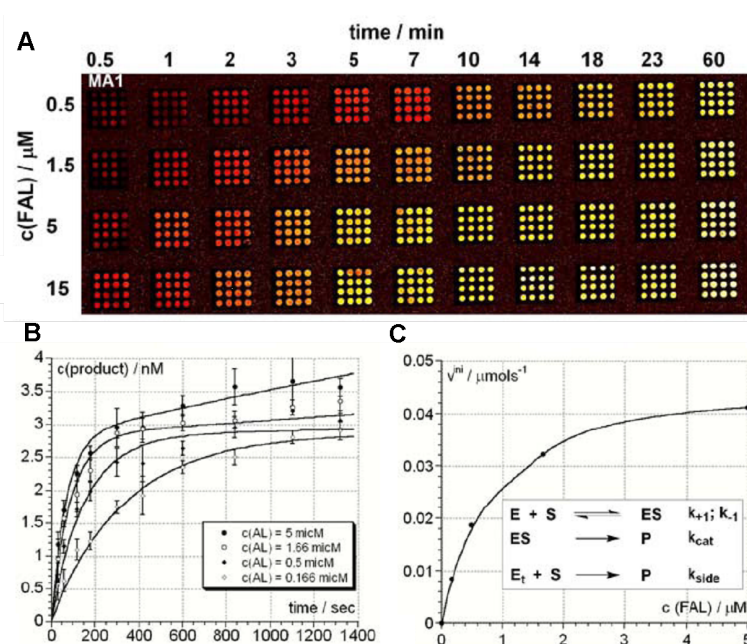 A
time / min
0.5 1 2 3 5 7 10 14 18 23 60
MA1
c(FAL) / μM
0.5
1.5
5
15
B
c(product) / nM
4
3.5
3
2.5
2
1.5
1
0.5
0
0 200 400 600 800 1000 1200 1400
time / sec
c(AL) = 5 micM
c(AL) = 1.66 micM
c(AL) = 0.5 micM
c(AL) = 0.166 micM
C
v^ini / μmols⁻¹
0.05
0.04
0.03
0.02
0.01
0
0 1 2 3 4 5
c (FAL) / μM
E + S ⇌ ES k+1; k-1
ES → P kcat
Et + S → P kside